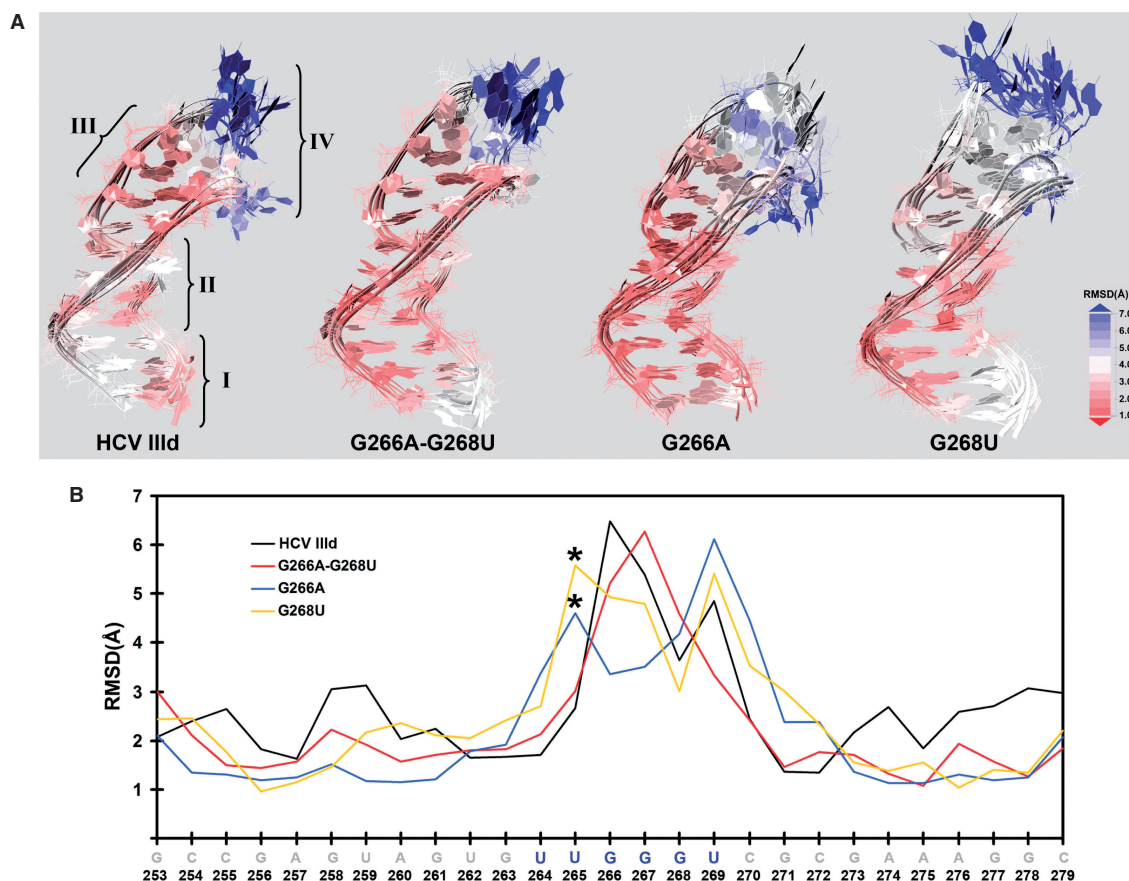 A
III
IV
II
I
RMSD(Å)
7.0
6.0
5.0
4.0
3.0
2.0
1.0
HCV IIId
G266A-G268U
G266A
G268U
B
RMSD(Å)
7
6
5
4
3
2
1
HCV IIId
G266A-G268U
G266A
G268U
*
*
G C C G A G U A G U G U U G G G U C G C G A A A G G C
253 254 255 256 257 258 259 260 261 262 263 264 265 266 267 268 269 270 271 272 273 274 275 276 277 278 279